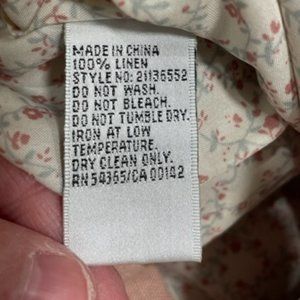 MADE IN CHINA
100% LINEN
STYLE NO: 21136552
DO NOT WASH.
DO NOT BLEACH.
DO NOT TUMBLE DRY.
IRON AT LOW
TEMPERATURE.
DRY CLEAN ONLY.
RN 54365/CA 00142